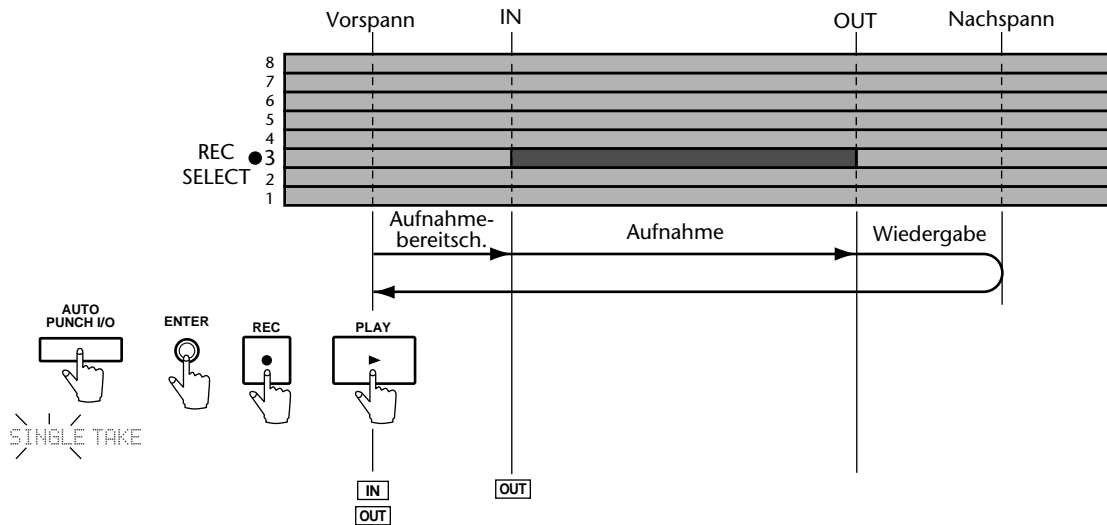 Vorspann IN OUT Nachspann
8
7
6
5
4
REC SELECT 3
2
1
Aufnahme-
bereitsch.
Aufnahme
Wiedergabe
AUTO
PUNCH I/O
ENTER
REC
PLAY
SINGLE TAKE
IN
OUT
OUT